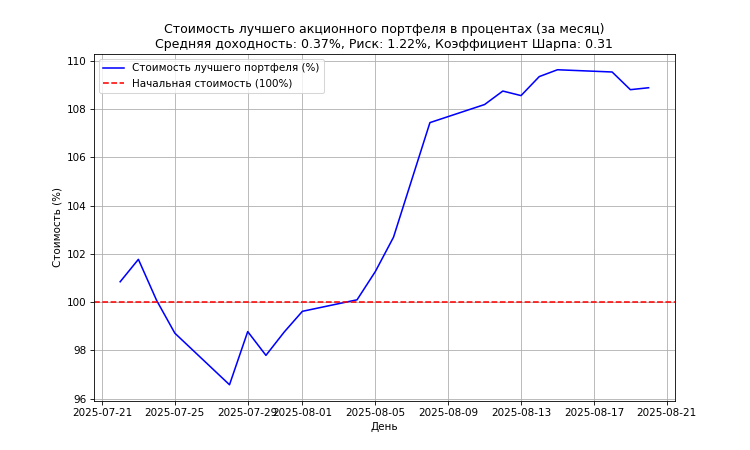 Стоимость лучшего акционного портфеля в процентах (за месяц)
Средняя доходность: 0.37%, Риск: 1.22%, Коэффициент Шарпа: 0.31
Стоимость лучшего портфеля (%)
Начальная стоимость (100%)
Стоимость (%)
110
108
106
104
102
100
98
96
2025-07-21 2025-07-25 2025-07-29 2025-08-01 2025-08-05 2025-08-09 2025-08-13 2025-08-17 2025-08-21
День